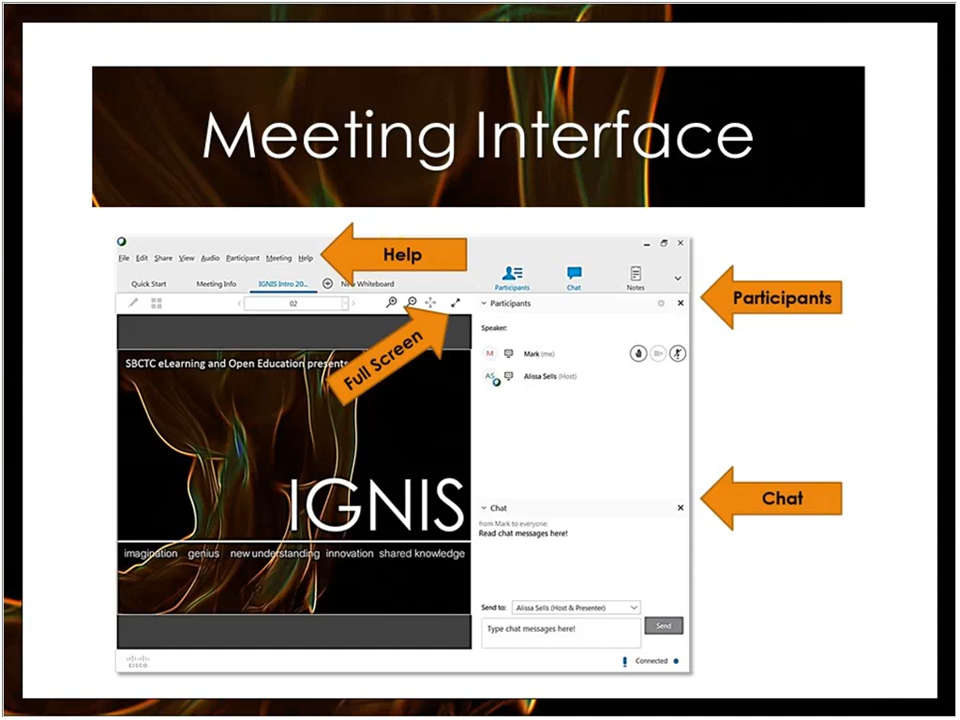 Meeting Interface
File Edit Share View Audio Participant Meeting Help
Help
Quick Start Meeting Info IGNIS Intro 20... Whiteboard
Participants Chat Notes
02
Participants
Participants
Full Screen
Speaker:
M Mark (me)
AS Alissa Sells (Host)
SBCTC eLearning and Open Education presents
IGNIS
imagination genius new understanding innovation shared knowledge
Chat
Chat
from Mark to everyone:
Read chat messages here!
Send to: Alissa Sells (Host & Presenter)
Type chat messages here!
Send
CISCO
Connected